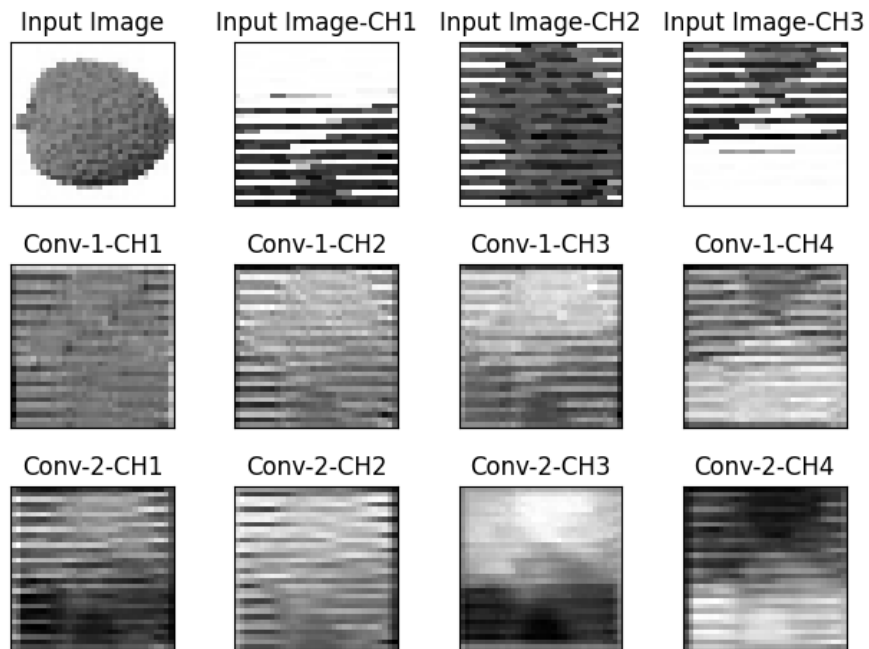 Input Image Input Image-CH1 Input Image-CH2 Input Image-CH3
Conv-1-CH1 Conv-1-CH2 Conv-1-CH3 Conv-1-CH4
Conv-2-CH1 Conv-2-CH2 Conv-2-CH3 Conv-2-CH4